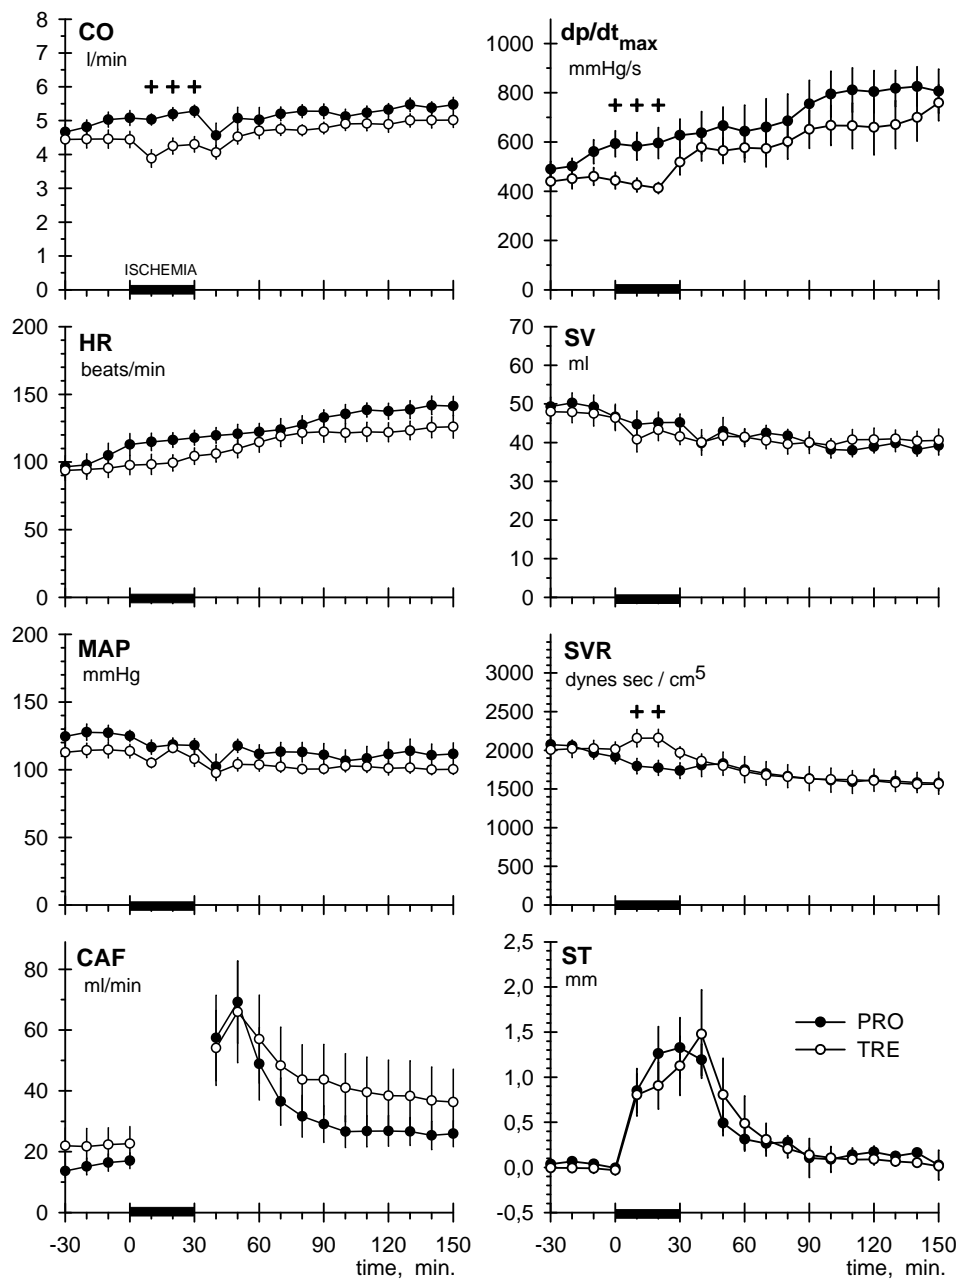 CO
l/min
+ + +
8
7
6
5
4
3
2
1
0
ISCHEMIA
dp/dt max
mmHg/s
+ + +
1000
800
600
400
200
0
HR
beats/min
200
150
100
50
0
SV
ml
70
60
50
40
30
20
10
0
MAP
mmHg
200
150
100
50
0
SVR
dynes sec / cm5
+ +
3000
2500
2000
1500
1000
500
0
CAF
ml/min
80
60
40
20
0
-30 0 30 60 90 120 150
time, min.
ST
mm
2,5
2,0
1,5
1,0
0,5
0,0
-0,5
PRO
TRE
-30 0 30 60 90 120 150
time, min.